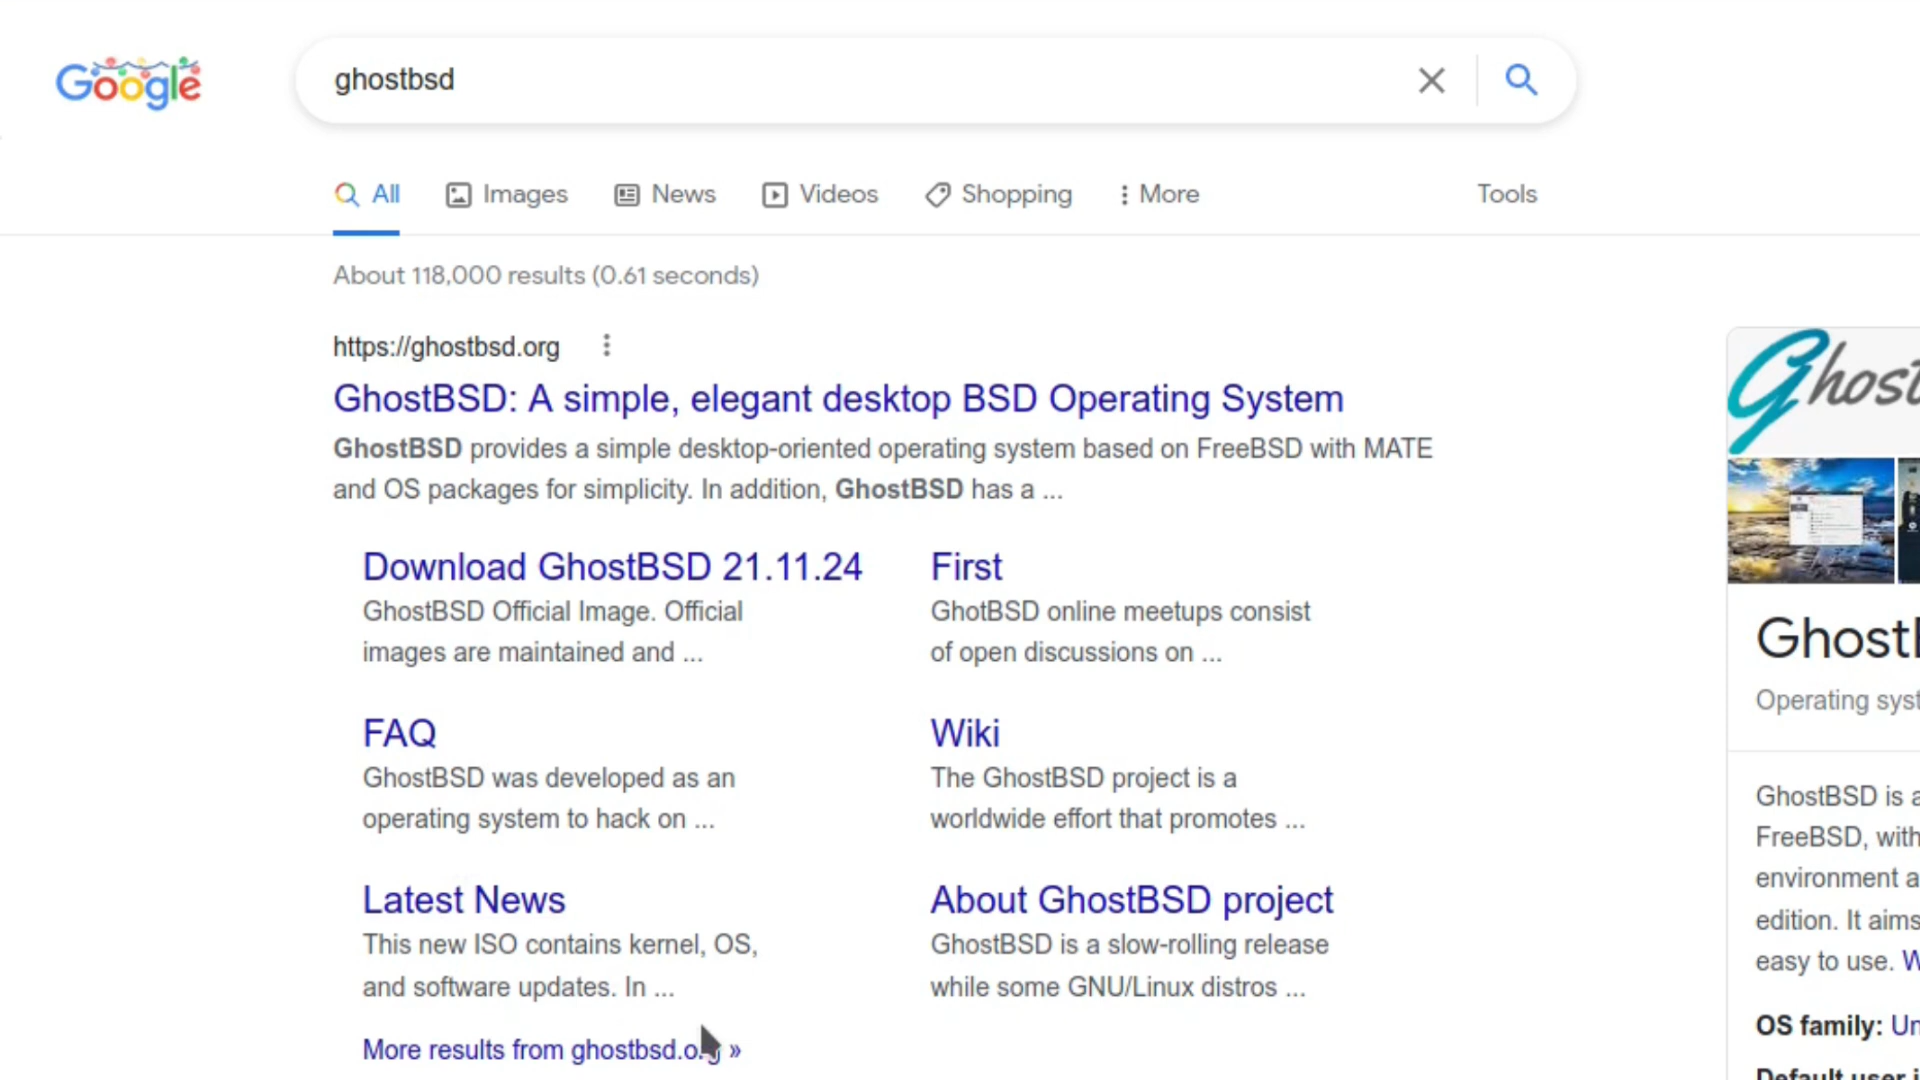 Google
ghostbsd
All Images News Videos Shopping More Tools
About 118,000 results (0.61 seconds)
https://ghostbsd.org
GhostBSD: A simple, elegant desktop BSD Operating System
GhostBSD provides a simple desktop-oriented operating system based on FreeBSD with MATE
and OS packages for simplicity. In addition, GhostBSD has a ...
Download GhostBSD 21.11.24
GhostBSD Official Image. Official
images are maintained and ...
First
GhotBSD online meetups consist
of open discussions on ...
FAQ
GhostBSD was developed as an
operating system to hack on ...
Wiki
The GhostBSD project is a
worldwide effort that promotes ...
Latest News
This new ISO contains kernel, OS,
and software updates. In ...
About GhostBSD project
GhostBSD is a slow-rolling release
while some GNU/Linux distros ...
More results from ghostbsd.org »
Ghost
GhostB
Operating syst
GhostBSD is a
FreeBSD, with
environment a
edition. It aims
easy to use. W
OS family: Un
Default user i